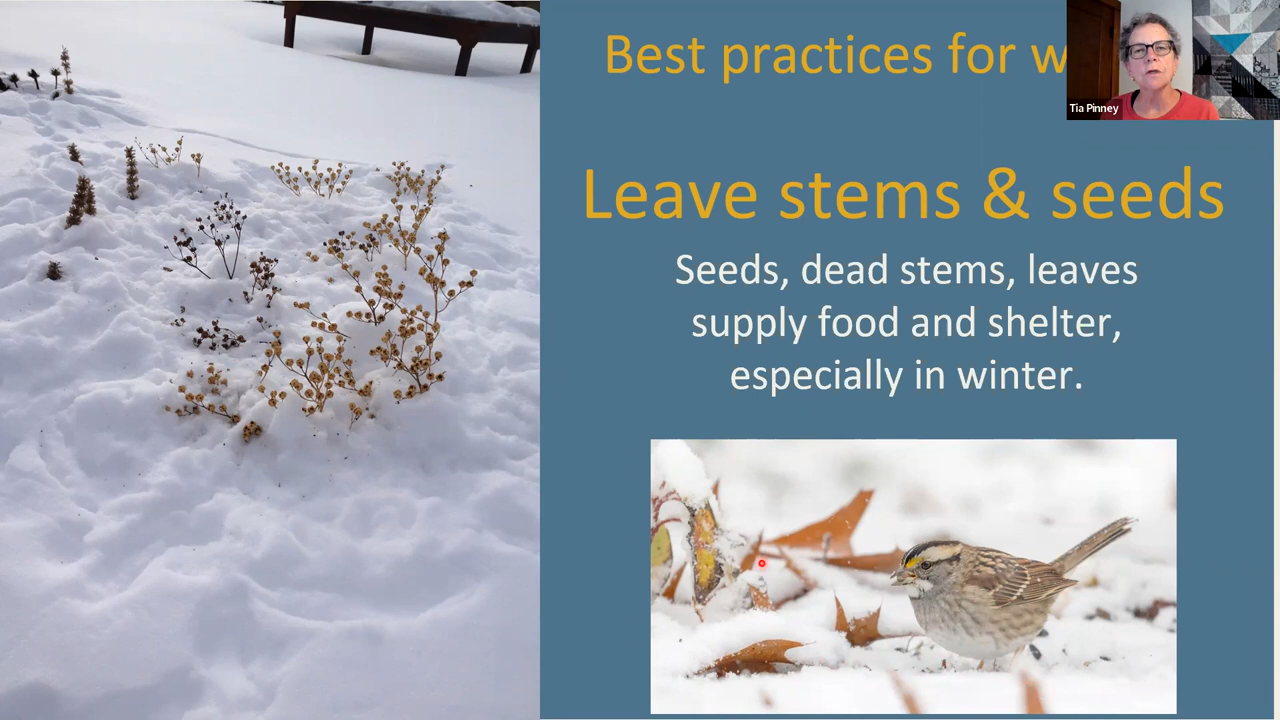 Best practices for w
Tia Pinney
Leave stems & seeds
Seeds, dead stems, leaves
supply food and shelter,
especially in winter.